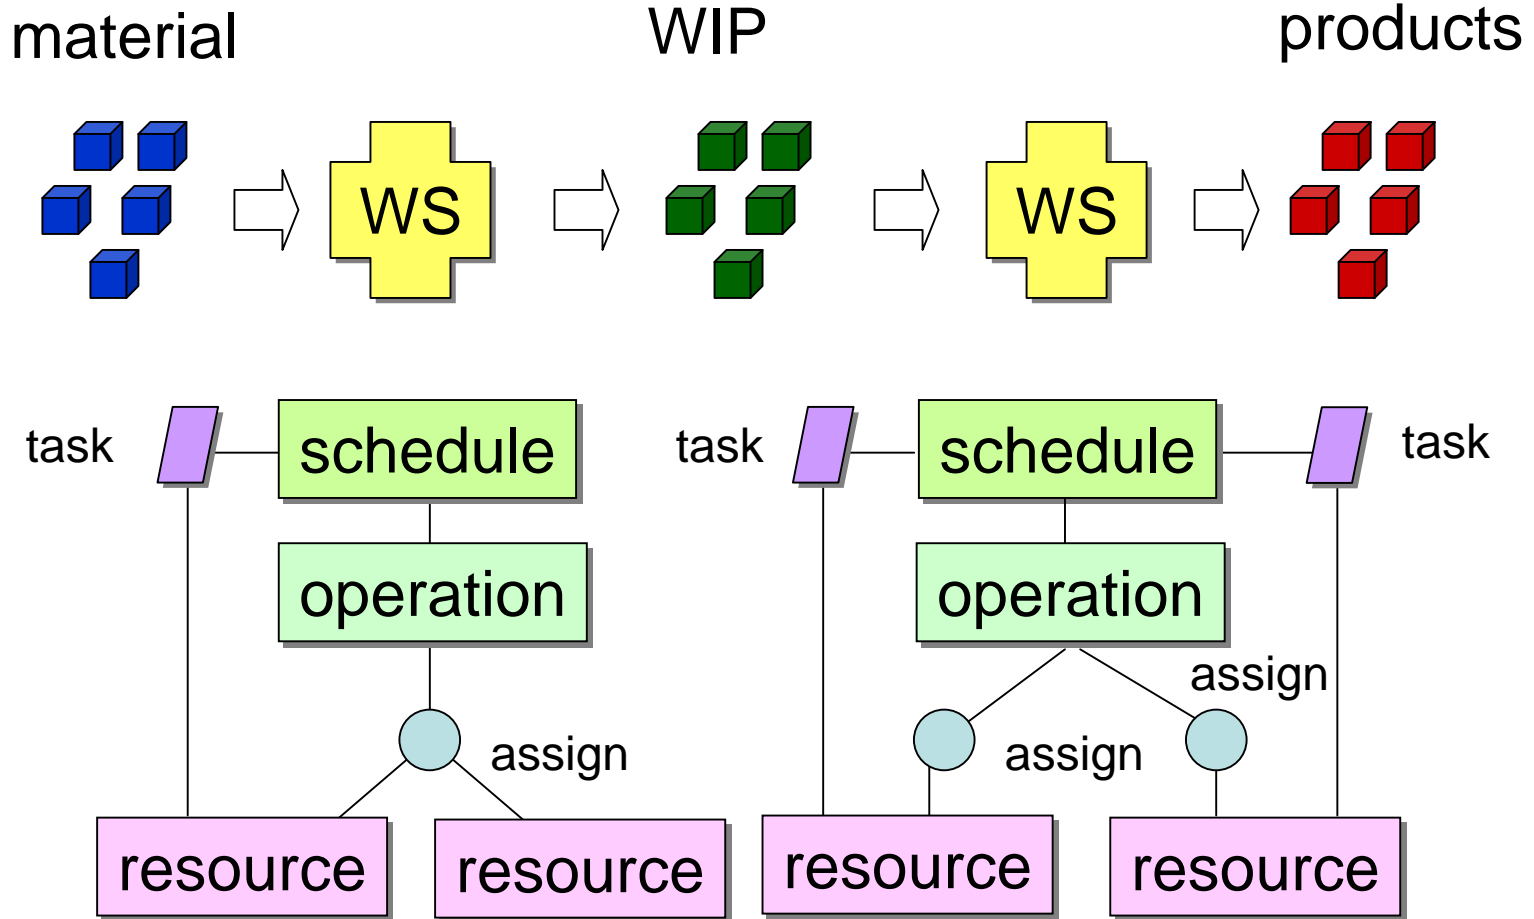 material
WIP
products
WS
WS
task
schedule
task
schedule
task
operation
operation
assign
assign
assign
resource
resource
resource
resource